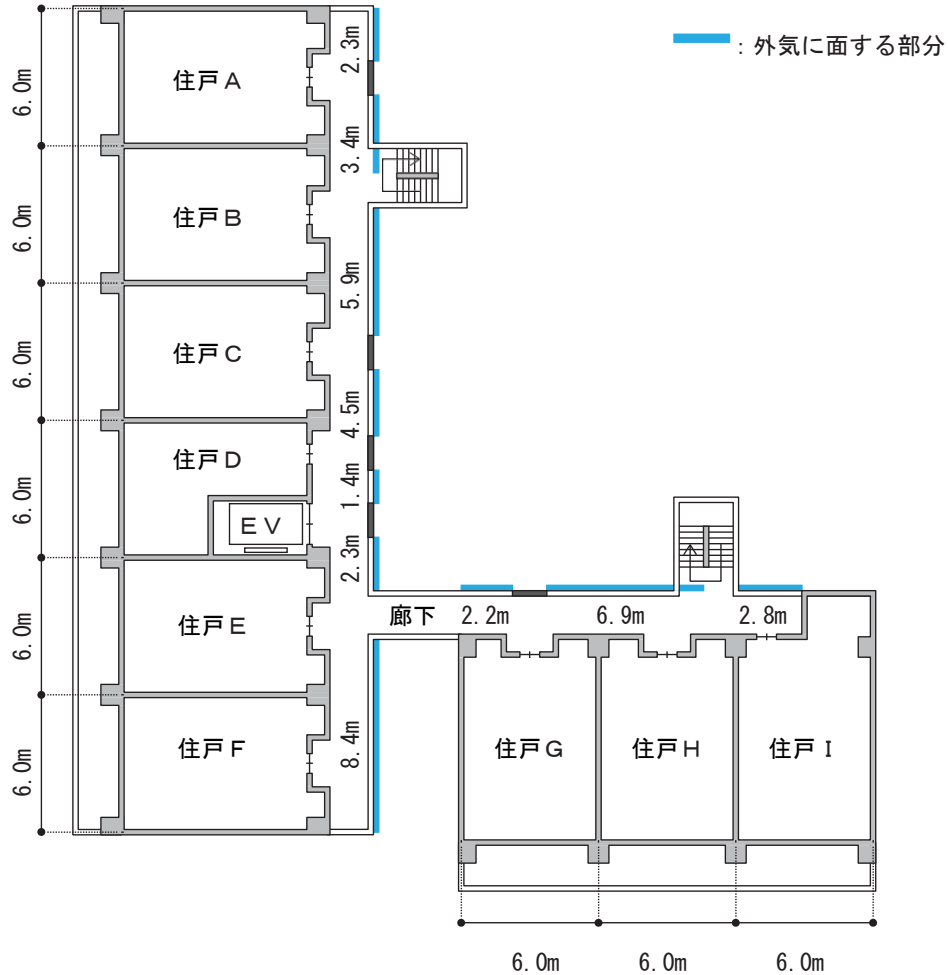 ：外気に面する部分
6.0m
6.0m
6.0m
6.0m
6.0m
6.0m
住戸A
住戸B
住戸C
住戸D
EV
住戸E
住戸F
2.3m
3.4m
5.9m
4.5m
1.4m
2.3m
8.4m
廊下
2.2m
6.9m
2.8m
住戸G
住戸H
住戸I
6.0m
6.0m
6.0m